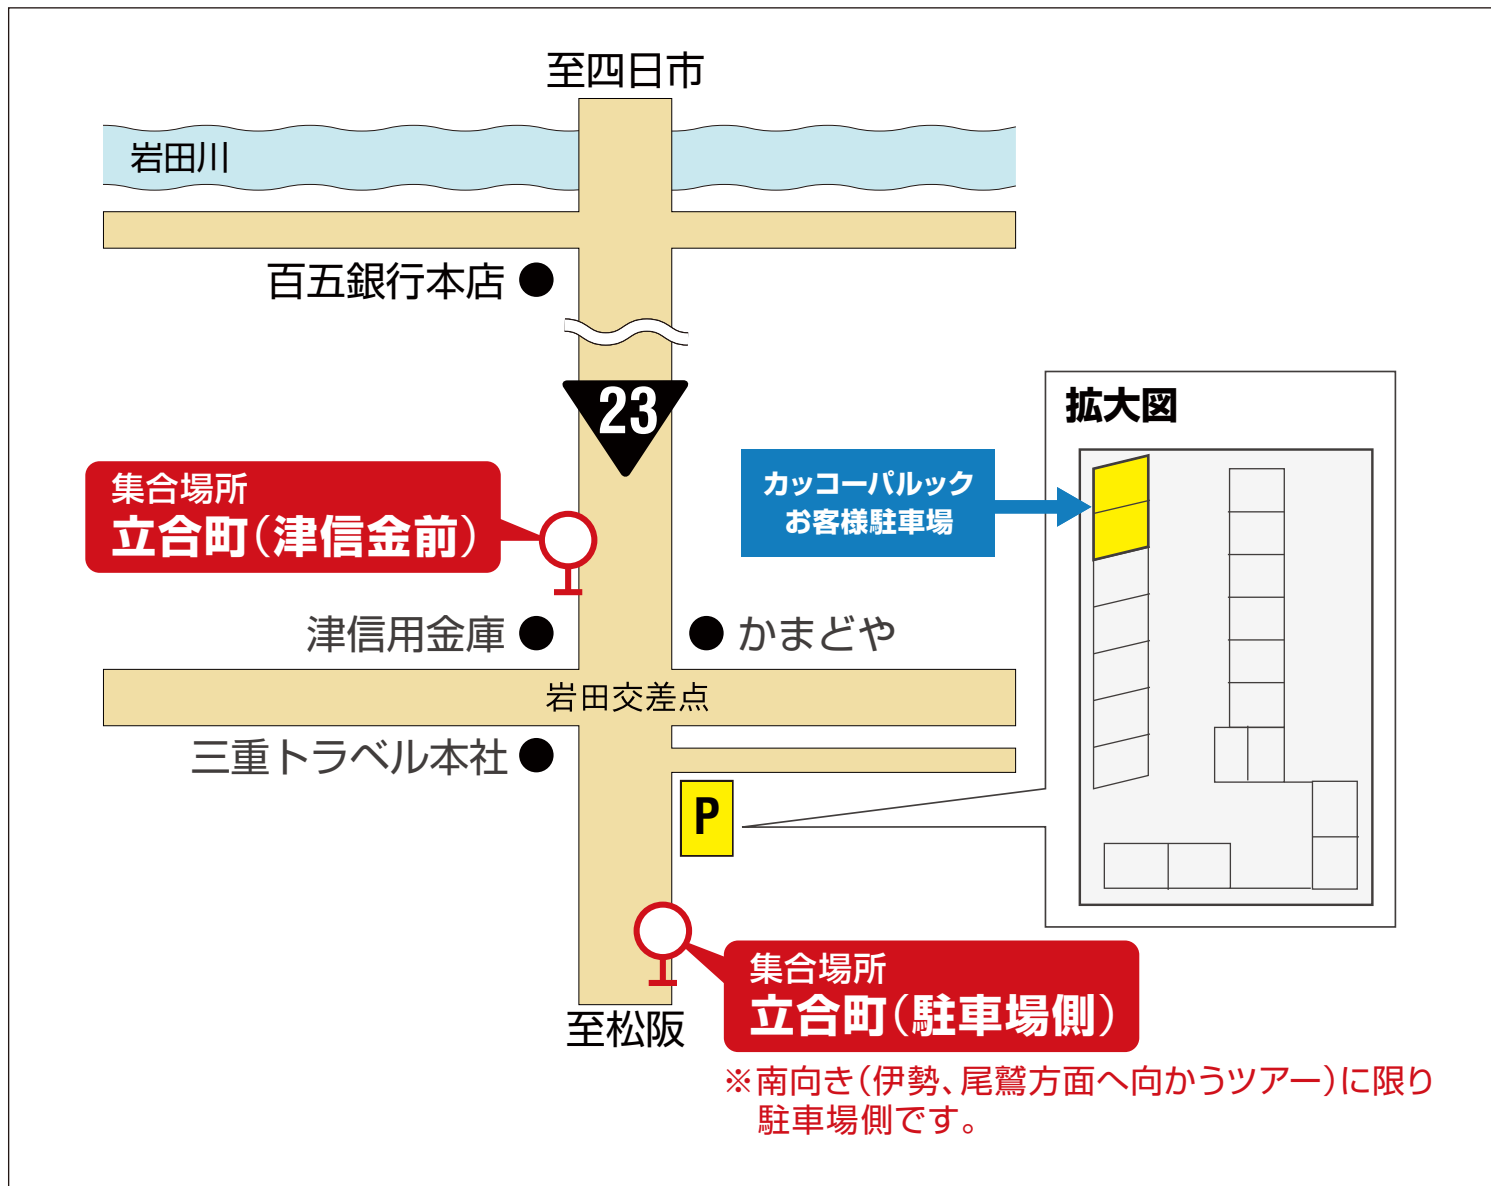 至四日市
岩田川
百五銀行本店
23
拡大図
カッコーパルック
お客様駐車場
集合場所
立合町(津信金前)
津信用金庫
かまどや
岩田交差点
三重トラベル本社
P
集合場所
立合町(駐車場側)
至松阪
※南向き(伊勢、尾鷲方面へ向かうツアー)に限り
駐車場側です。